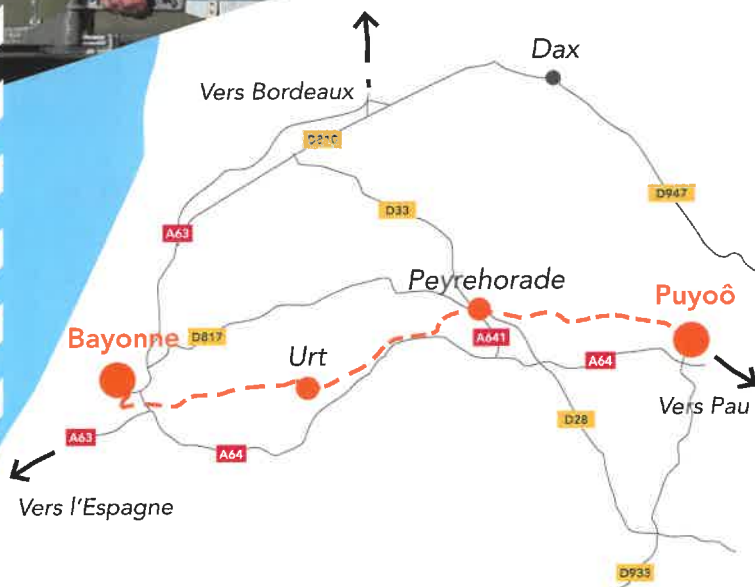 Dax
Vers Bordeaux
D947
D33
A63
Peyrehorade
Puyoô
Bayonne
D817
A641
Urt
A64
Vers Pau
D28
A63
A64
Vers l'Espagne
D933